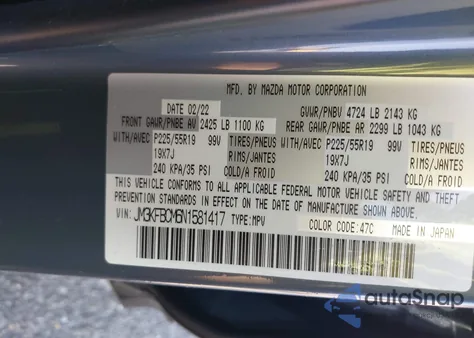 MFD. BY MAZDA MOTOR CORPORATION
DATE 02/22 GVWR/PNBV 4724 LB 2143 KG
FRONT GAWR/PNBE AV 2425 LB 1100 KG REAR GAWR/PNBE AR 2299 LB 1043 KG
WITH/AVEC P225/55R19 99V TIRES/PNEUS WITH/AVEC P225/55R19 99V TIRES/PNEUS
19X7J RIMS/JANTES 19X7J RIMS/JANTES
240 KPA/35 PSI COLD/A FROID 240 KPA/35 PSI COLD/A FROID
THIS VEHICLE CONFORMS TO ALL APPLICABLE FEDERAL MOTOR VEHICLE SAFETY AND THEFT
PREVENTION STANDARDS IN EFFECT ON THE DATE OF MANUFACTURE SHOWN ABOVE.
VIN: JM3KFBCM6N1581417 TYPE: MPV
COLOR CODE: 47C MADE IN JAPAN
autoSnap